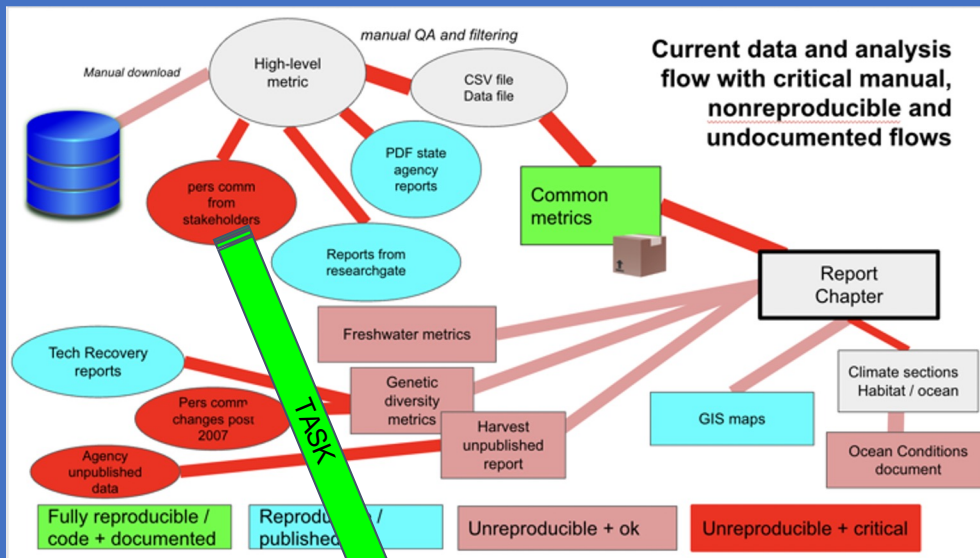 manual QA and filtering
Manual download
High-level
metric
CSV file
Data file
Current data and analysis
flow with critical manual,
nonreproducible and
undocumented flows
PDF state
agency
reports
pers comm
from
stakeholders
Common
metrics
Reports from
researchgate
Report
Chapter
Freshwater metrics
Tech Recovery
reports
Genetic
diversity
metrics
Climate sections
Habitat / ocean
Pers comm
changes post
2007
GIS maps
Harvest
unpublished
report
TASK
Agency
unpublished
data
Ocean Conditions
document
Fully reproducible /
code + documented
/
published
Unreproducible + ok
Unreproducible + critical